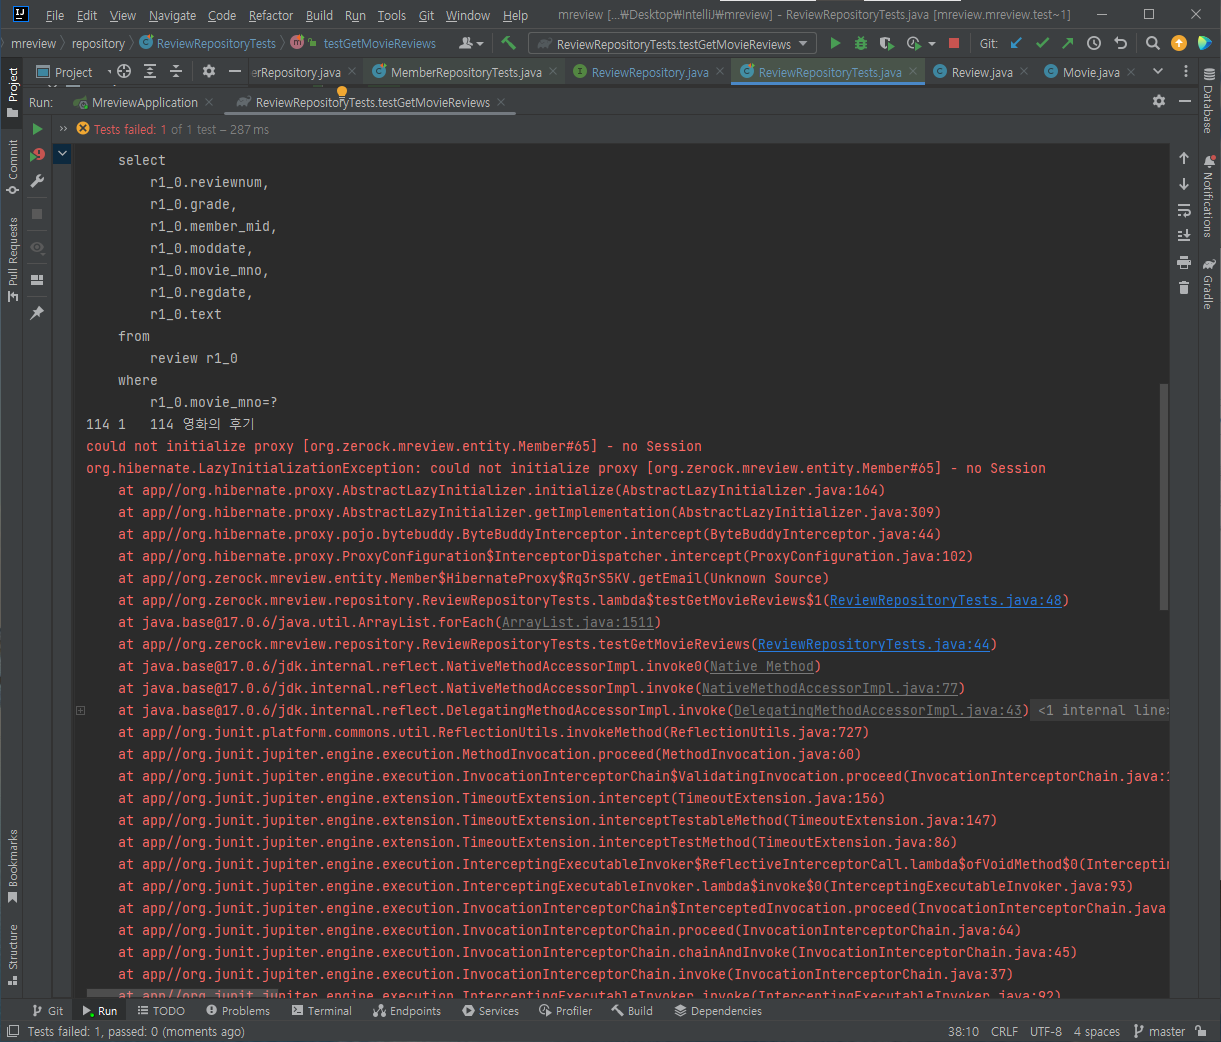 File Edit View Navigate Code Refactor Build Run Tools Git Window Help mreview [...₩Desktop₩IntelliJ₩mreview] - ReviewRepositoryTests.java [mreview.mreview.test~1]
mreview repository ReviewRepositoryTests testGetMovieReviews ReviewRepositoryTests.testGetMovieReviews Git:
Project erRepository.java MemberRepositoryTests.java ReviewRepository.java ReviewRepositoryTests.java Review.java Movie.java
Run: MreviewApplication ReviewRepositoryTests.testGetMovieReviews
Tests failed: 1 of 1 test – 287 ms
select
r1_0.reviewnum,
r1_0.grade,
r1_0.member_mid,
r1_0.moddate,
r1_0.movie_mno,
r1_0.regdate,
r1_0.text
from
review r1_0
where
r1_0.movie_mno=?
114 1 114 영화의 후기
could not initialize proxy [org.zerock.mreview.entity.Member#65] - no Session
org.hibernate.LazyInitializationException: could not initialize proxy [org.zerock.mreview.entity.Member#65] - no Session
at app//org.hibernate.proxy.AbstractLazyInitializer.initialize(AbstractLazyInitializer.java:164)
at app//org.hibernate.proxy.AbstractLazyInitializer.getImplementation(AbstractLazyInitializer.java:309)
at app//org.hibernate.proxy.pojo.bytebuddy.ByteBuddyInterceptor.intercept(ByteBuddyInterceptor.java:44)
at app//org.hibernate.proxy.ProxyConfiguration$InterceptorDispatcher.intercept(ProxyConfiguration.java:102)
at app//org.zerock.mreview.entity.Member$HibernateProxy$Rq3rS5KV.getEmail(Unknown Source)
at app//org.zerock.mreview.repository.ReviewRepositoryTests.lambda$testGetMovieReviews$1(ReviewRepositoryTests.java:48)
at java.base@17.0.6/java.util.ArrayList.forEach(ArrayList.java:1511)
at app//org.zerock.mreview.repository.ReviewRepositoryTests.testGetMovieReviews(ReviewRepositoryTests.java:44)
at java.base@17.0.6/jdk.internal.reflect.NativeMethodAccessorImpl.invoke0(Native Method)
at java.base@17.0.6/jdk.internal.reflect.NativeMethodAccessorImpl.invoke(NativeMethodAccessorImpl.java:77)
at java.base@17.0.6/jdk.internal.reflect.DelegatingMethodAccessorImpl.invoke(DelegatingMethodAccessorImpl.java:43) <1 internal line>
at app//org.junit.platform.commons.util.ReflectionUtils.invokeMethod(ReflectionUtils.java:727)
at app//org.junit.jupiter.engine.execution.MethodInvocation.proceed(MethodInvocation.java:60)
at app//org.junit.jupiter.engine.execution.InvocationInterceptorChain$ValidatingInvocation.proceed(InvocationInterceptorChain.java:1
at app//org.junit.jupiter.engine.extension.TimeoutExtension.intercept(TimeoutExtension.java:156)
at app//org.junit.jupiter.engine.extension.TimeoutExtension.interceptTestableMethod(TimeoutExtension.java:147)
at app//org.junit.jupiter.engine.extension.TimeoutExtension.interceptTestMethod(TimeoutExtension.java:86)
at app//org.junit.jupiter.engine.execution.InterceptingExecutableInvoker$ReflectiveInterceptorCall.lambda$ofVoidMethod$0(Interceptin
at app//org.junit.jupiter.engine.execution.InterceptingExecutableInvoker.lambda$invoke$0(InterceptingExecutableInvoker.java:93)
at app//org.junit.jupiter.engine.execution.InvocationInterceptorChain$InterceptedInvocation.proceed(InvocationInterceptorChain.java
at app//org.junit.jupiter.engine.execution.InvocationInterceptorChain.proceed(InvocationInterceptorChain.java:64)
at app//org.junit.jupiter.engine.execution.InvocationInterceptorChain.chainAndInvoke(InvocationInterceptorChain.java:45)
at app//org.junit.jupiter.engine.execution.InvocationInterceptorChain.invoke(InvocationInterceptorChain.java:37)
at app//org.junit.jupiter.engine.execution.InterceptingExecutableInvoker.invoke(InterceptingExecutableInvoker.java:92)
Project
Commit
Pull Requests
Bookmarks
Structure
Database
Notifications
Gradle
Git Run TODO Problems Terminal Endpoints Services Profiler Build Dependencies
Tests failed: 1, passed: 0 (moments ago) 38:10 CRLF UTF-8 4 spaces master